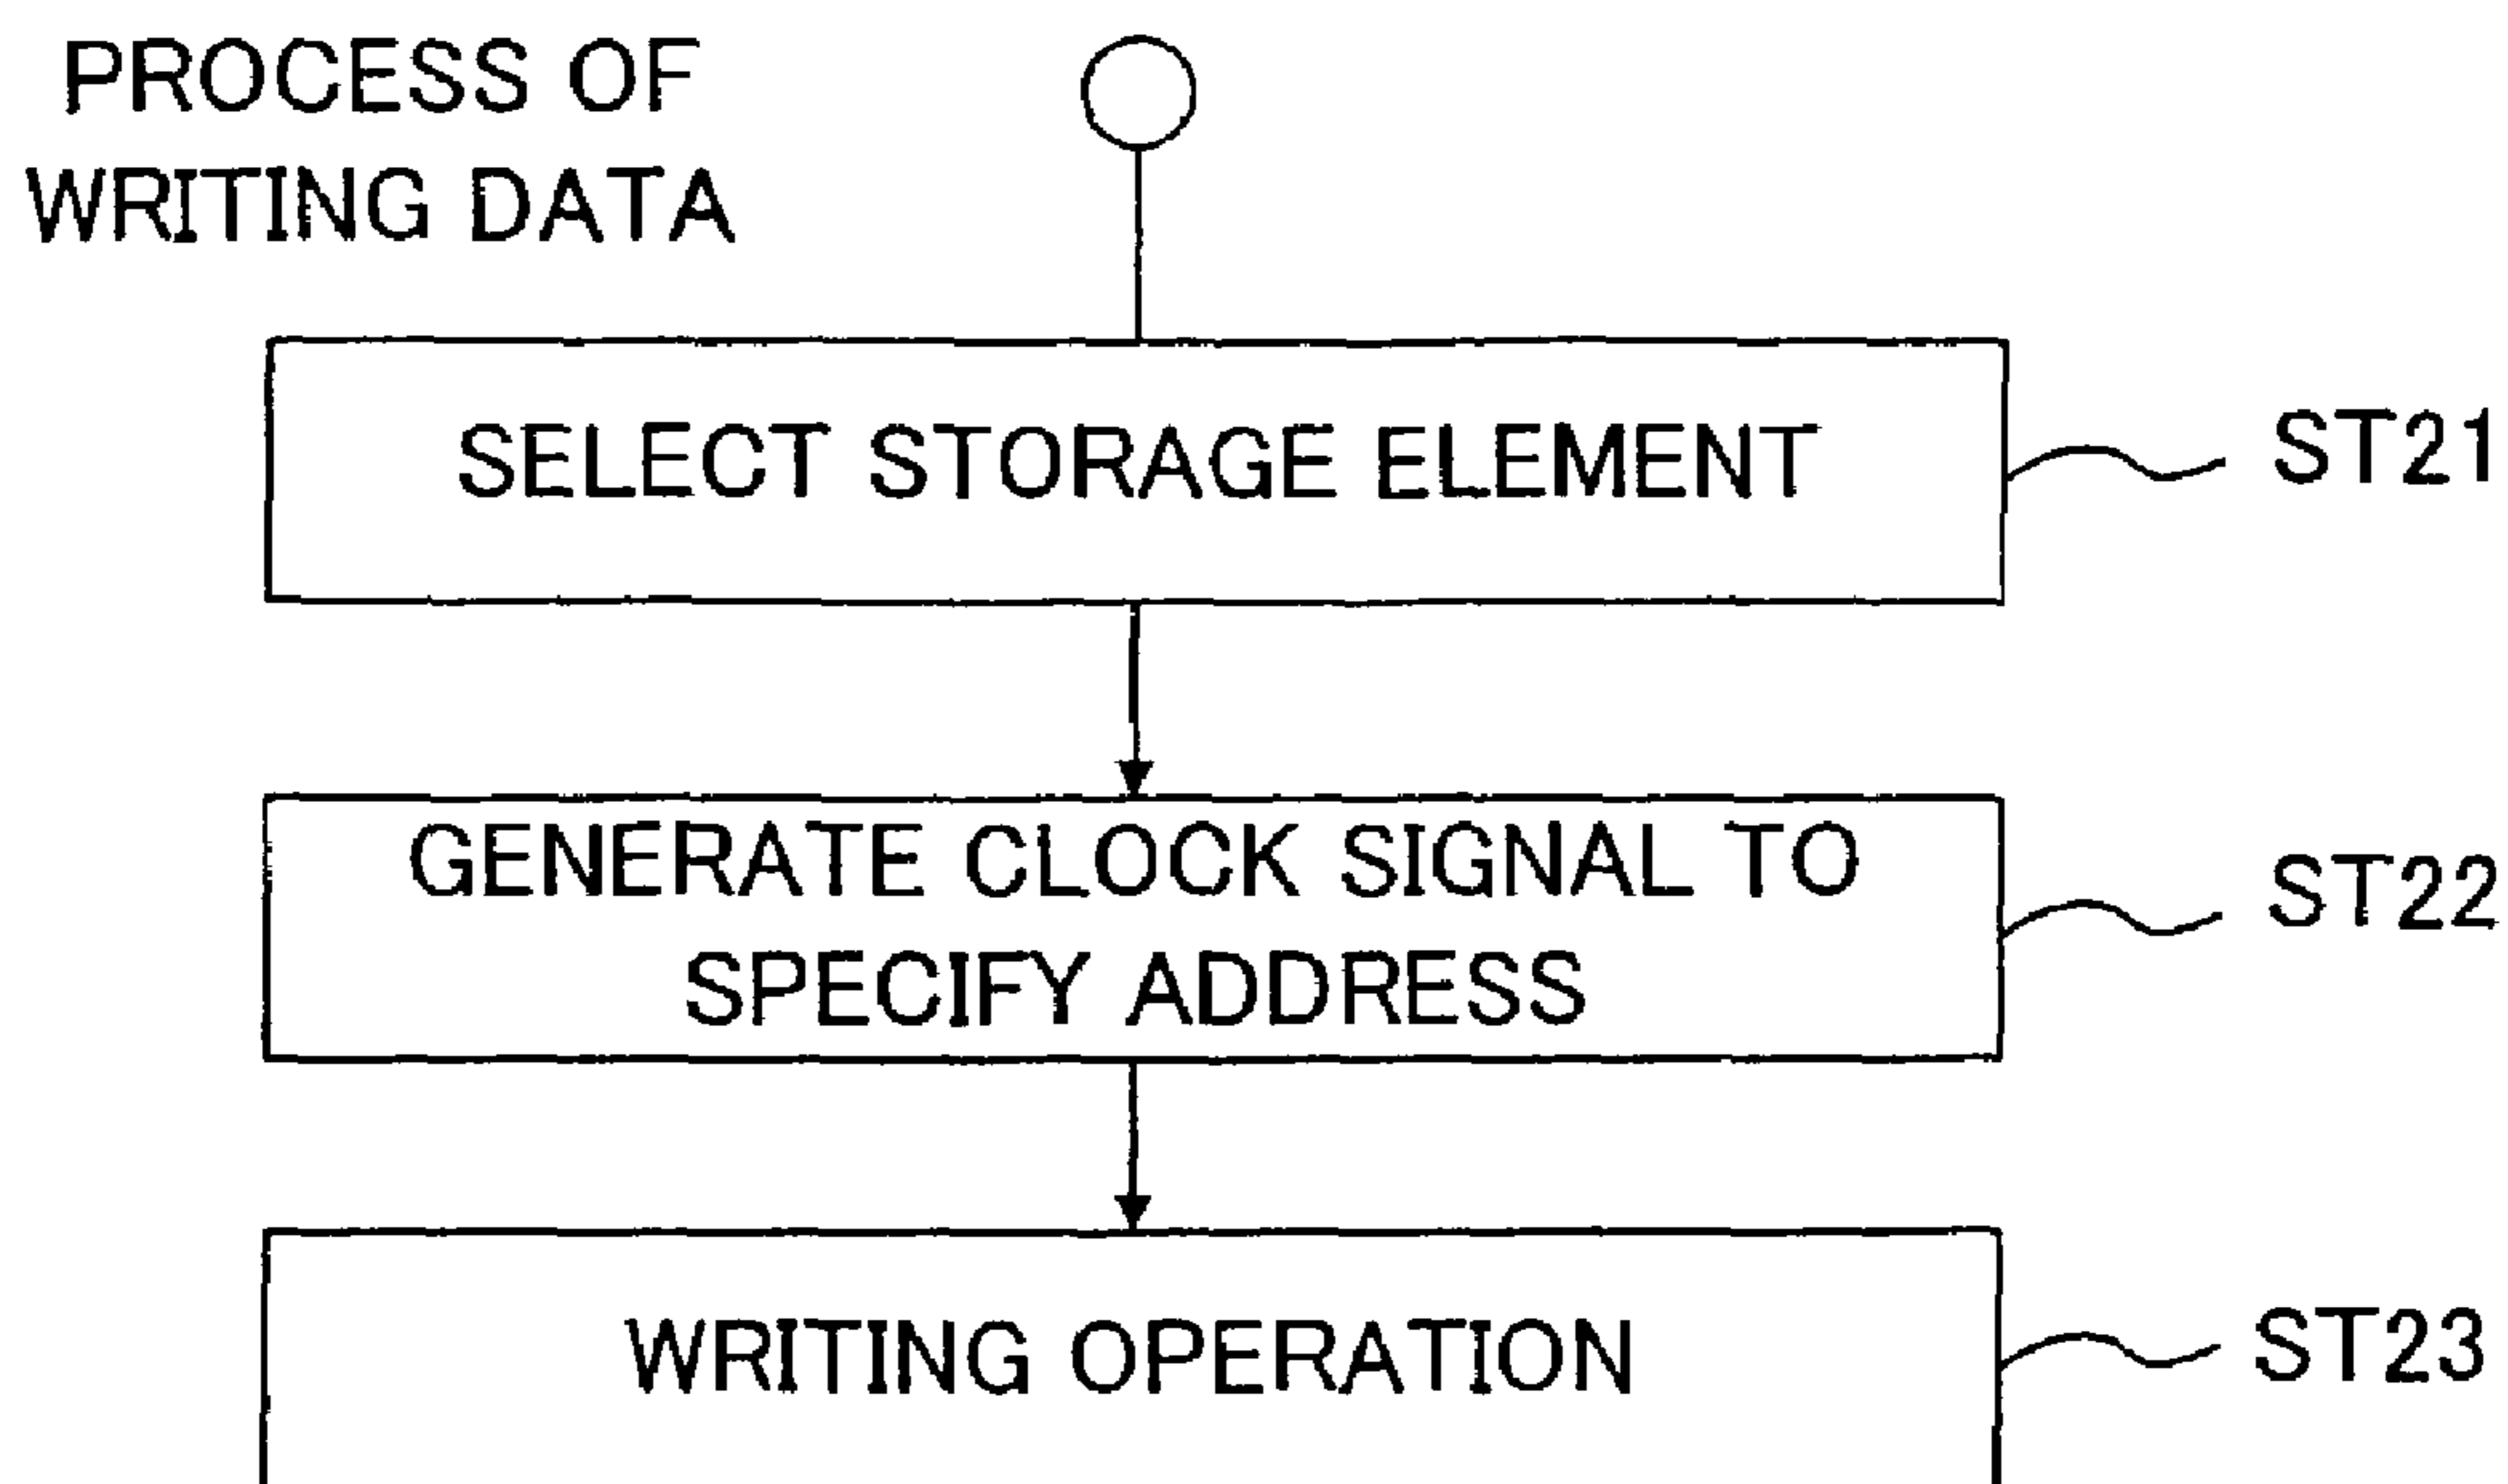 PROCESS OF
WRITING DATA
SELECT STORAGE ELEMENT
ST21
GENERATE CLOCK SIGNAL TO
SPECIFY ADDRESS
ST22
WRITING OPERATION
ST23